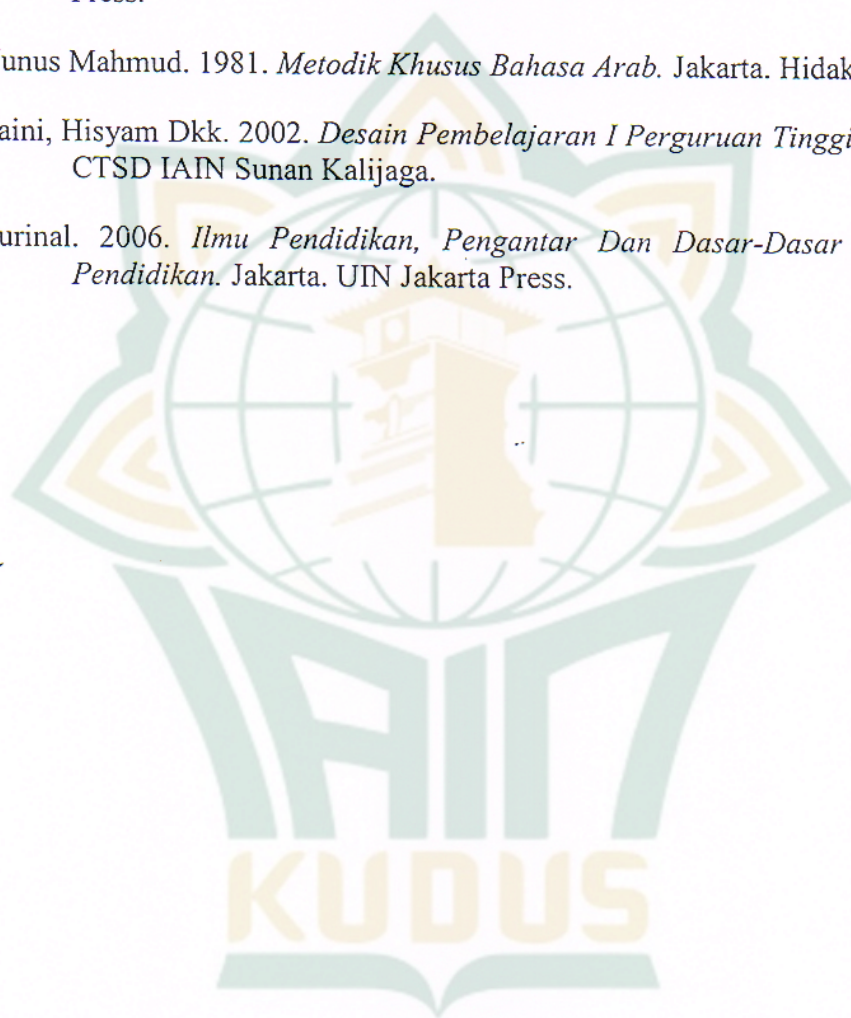 Press.
unus Mahmud. 1981. Metodik Khusus Bahasa Arab. Jakarta. Hidak
aini, Hisyam Dkk. 2002. Desain Pembelajaran I Perguruan Tinggi
CTSD IAIN Sunan Kalijaga.
urinal. 2006. Ilmu Pendidikan, Pengantar Dan Dasar-Dasar
Pendidikan. Jakarta. UIN Jakarta Press.
IAIN
KUDUS